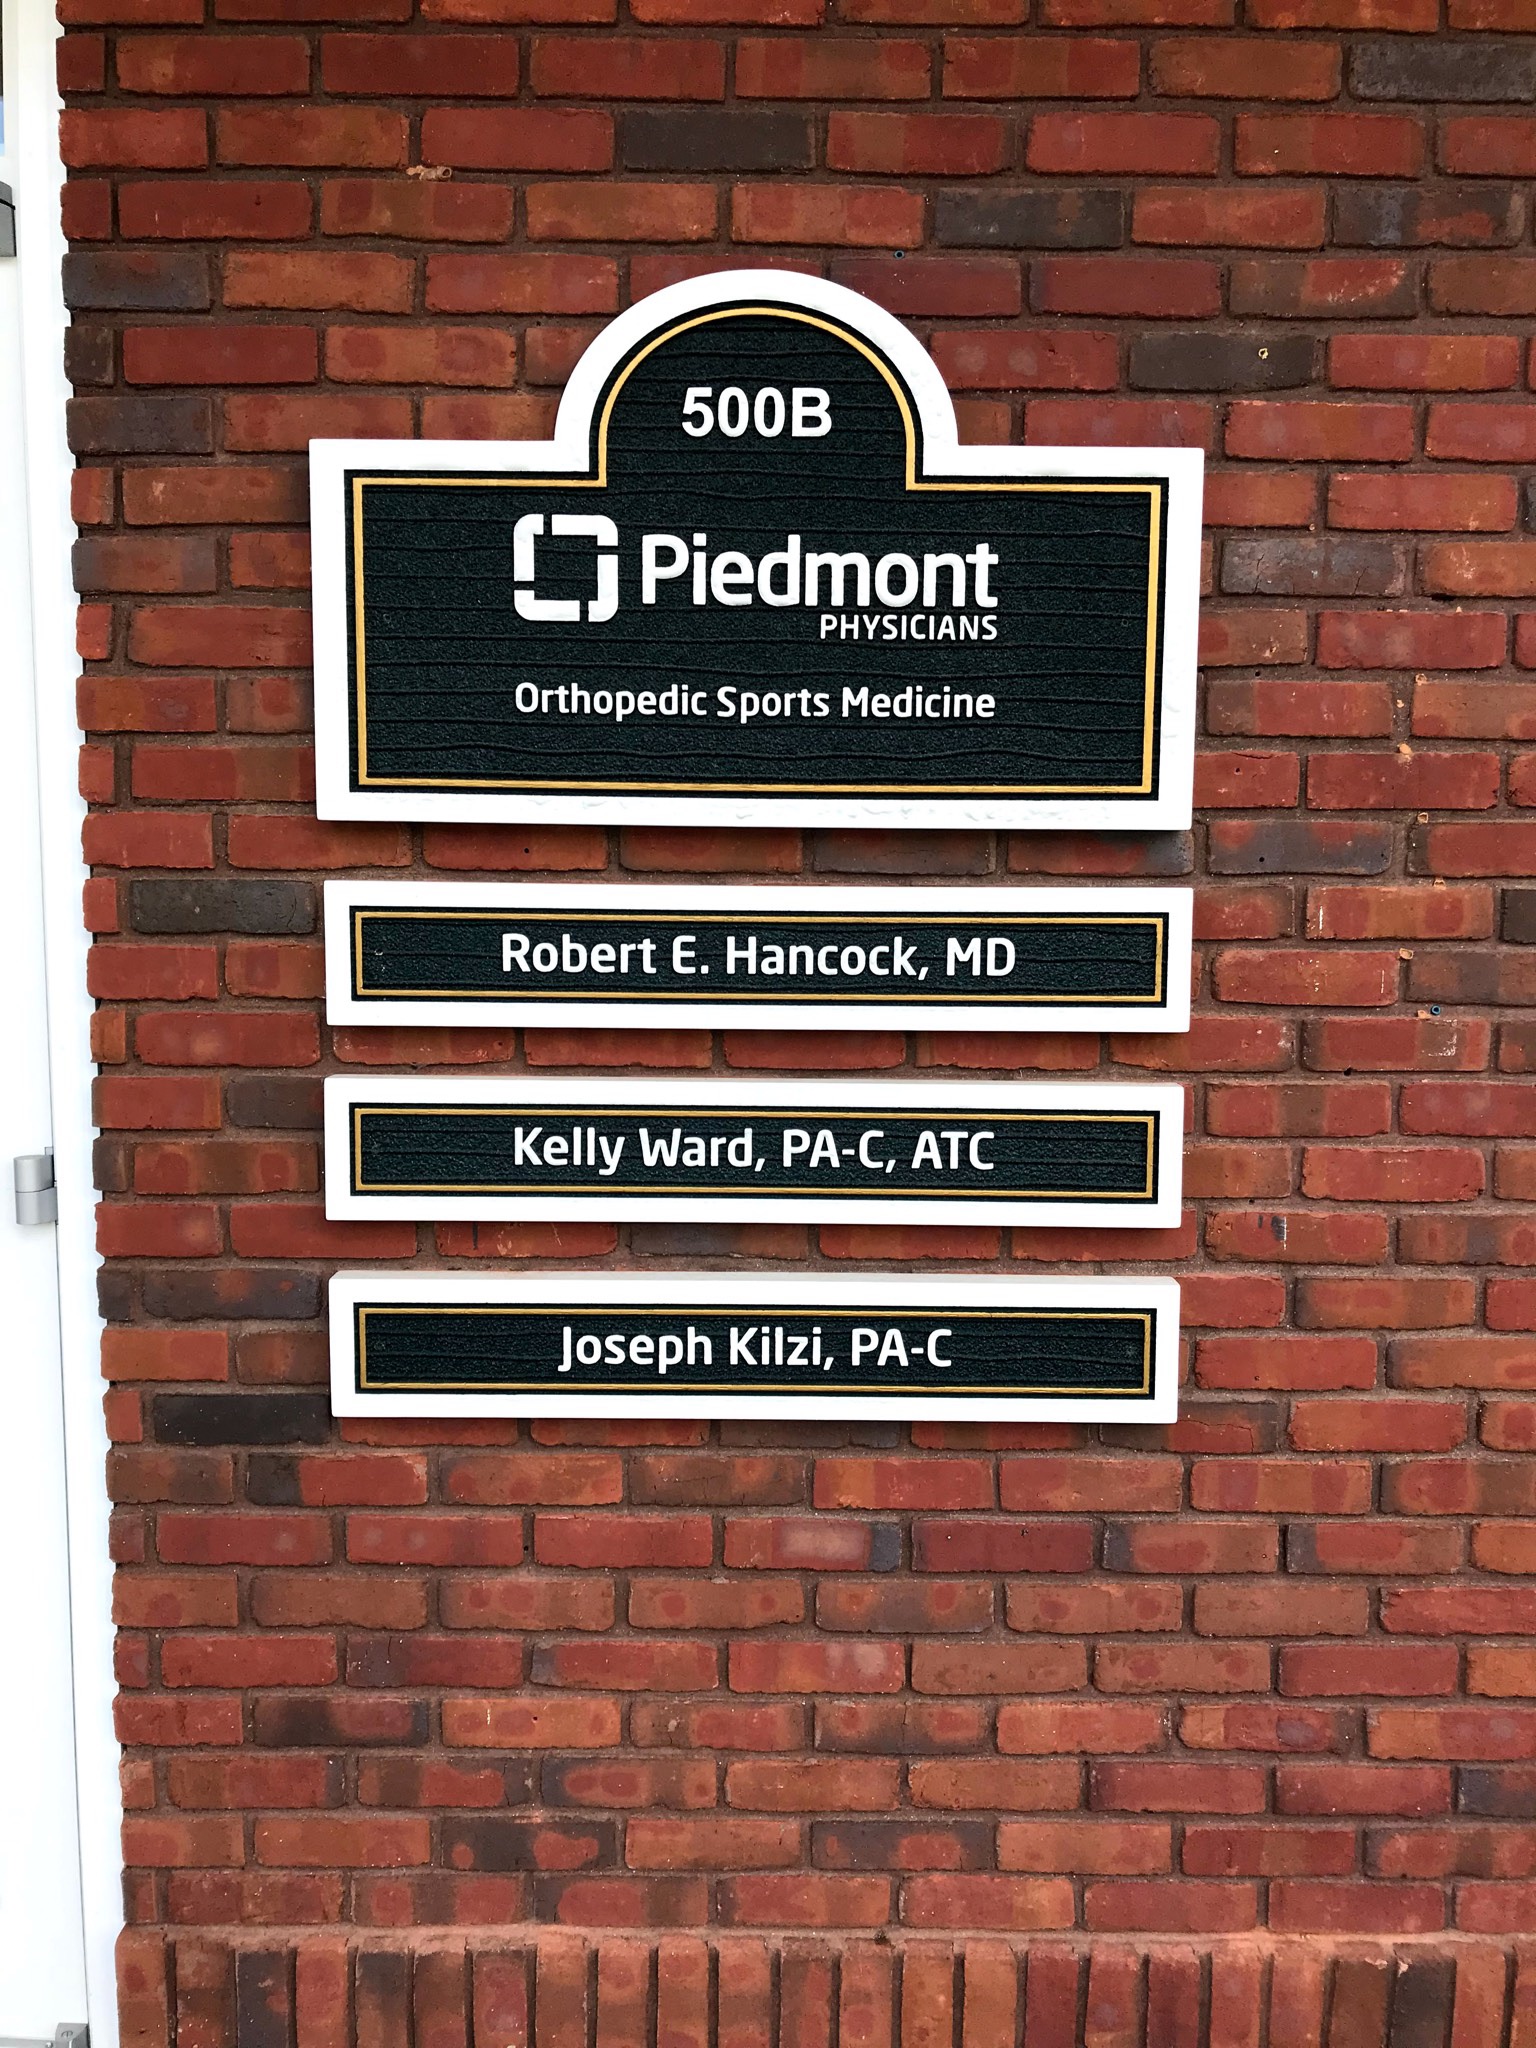 500B
Piedmont
PHYSICIANS
Orthopedic Sports Medicine
Robert E. Hancock, MD
Kelly Ward, PA-C, ATC
Joseph Kilzi, PA-C